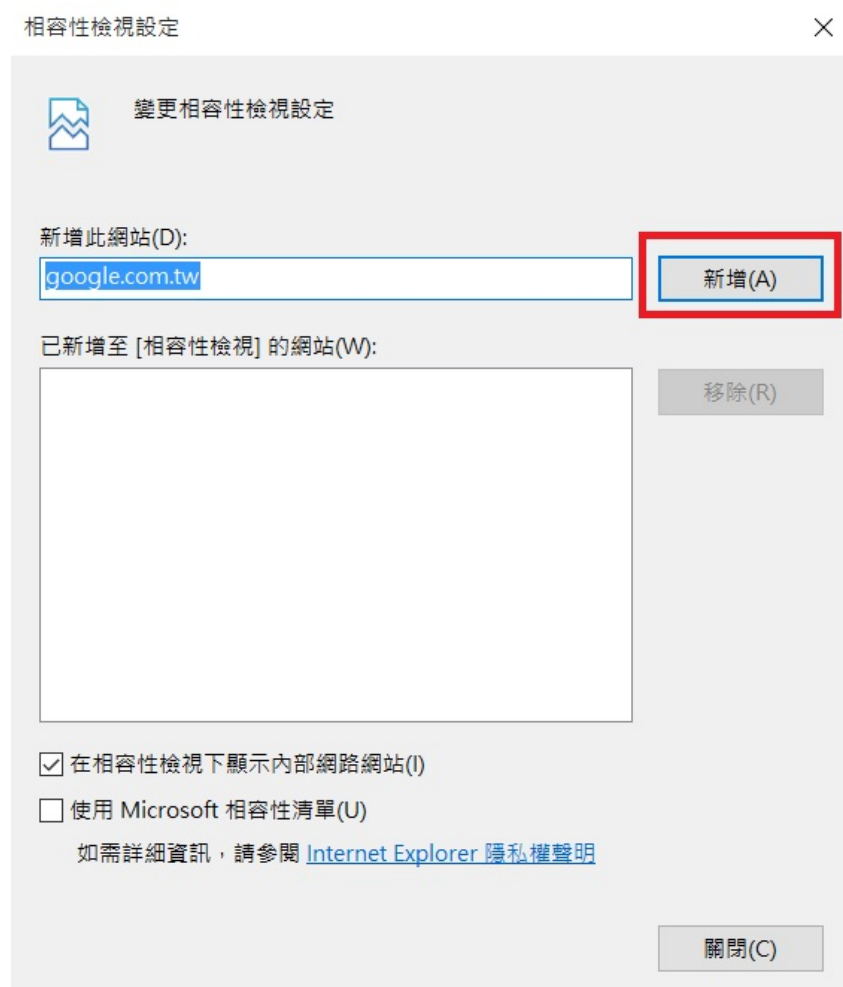 相容性檢視設定
變更相容性檢視設定
新增此網站(D):
google.com.tw
新增(A)
已新增至 [相容性檢視] 的網站(W):
移除(R)
在相容性檢視下顯示內部網路網站(I)
使用 Microsoft 相容性清單(U)
如需詳細資訊，請參閱 Internet Explorer 隱私權聲明
關閉(C)